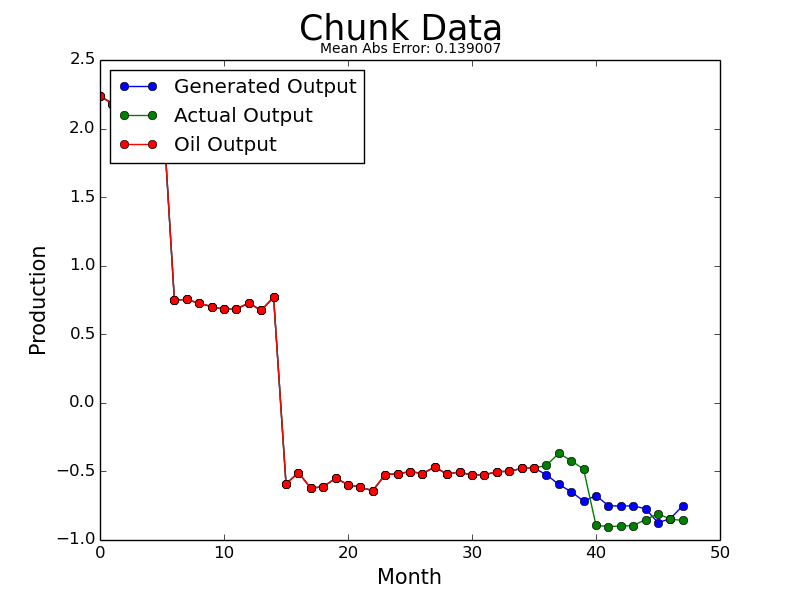 Chunk Data
Mean Abs Error: 0.139007
Generated Output
Actual Output
Oil Output
2.5
2.0
1.5
1.0
0.5
0.0
−0.5
−1.0
Production
0 10 20 30 40 50
Month